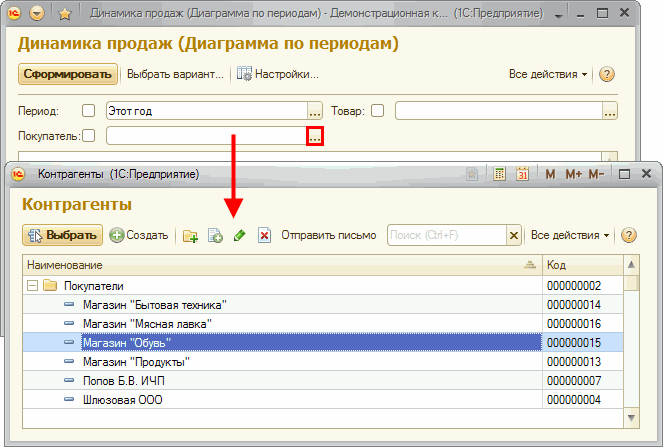 Динамика продаж (Диаграмма по периодам) - Демонстрационная к... (1С:Предприятие)
Динамика продаж (Диаграмма по периодам)
Сформировать Выбрать вариант... Настройки... Все действия
Период: Этот год ... Товар: ...
Покупатель: ...
Контрагенты (1С:Предприятие) M M+ M-
Контрагенты
Выбрать Создать Отправить письмо Поиск (Ctrl+F) Все действия
Наименование Код
Покупатели 000000002
Магазин "Бытовая техника" 000000014
Магазин "Мясная лавка" 000000016
Магазин "Обувь" 000000015
Магазин "Продукты" 000000013
Попов Б.В. ИЧП 000000007
Шлюзовая ООО 000000004